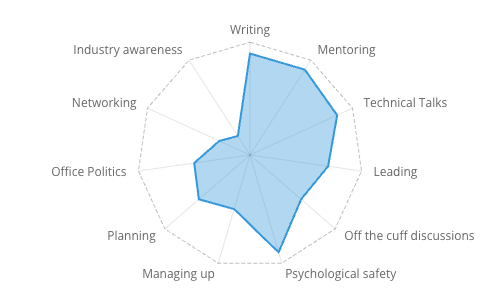 Writing
Industry awareness
Mentoring
Networking
Technical Talks
Office Politics
Leading
Planning
Off the cuff discussions
Managing up
Psychological safety